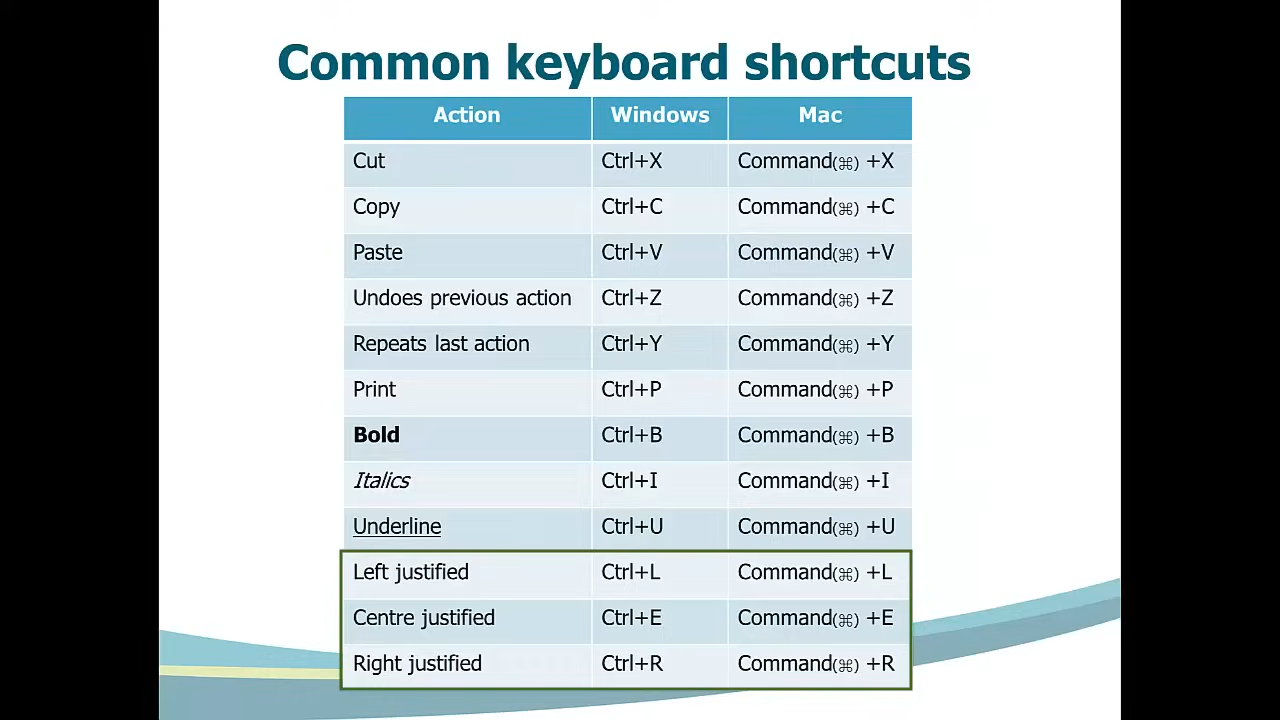 Common keyboard shortcuts
Action Windows Mac
Cut Ctrl+X Command(⌘) +X
Copy Ctrl+C Command(⌘) +C
Paste Ctrl+V Command(⌘) +V
Undoes previous action Ctrl+Z Command(⌘) +Z
Repeats last action Ctrl+Y Command(⌘) +Y
Print Ctrl+P Command(⌘) +P
Bold Ctrl+B Command(⌘) +B
Italics Ctrl+I Command(⌘) +I
Underline Ctrl+U Command(⌘) +U
Left justified Ctrl+L Command(⌘) +L
Centre justified Ctrl+E Command(⌘) +E
Right justified Ctrl+R Command(⌘) +R